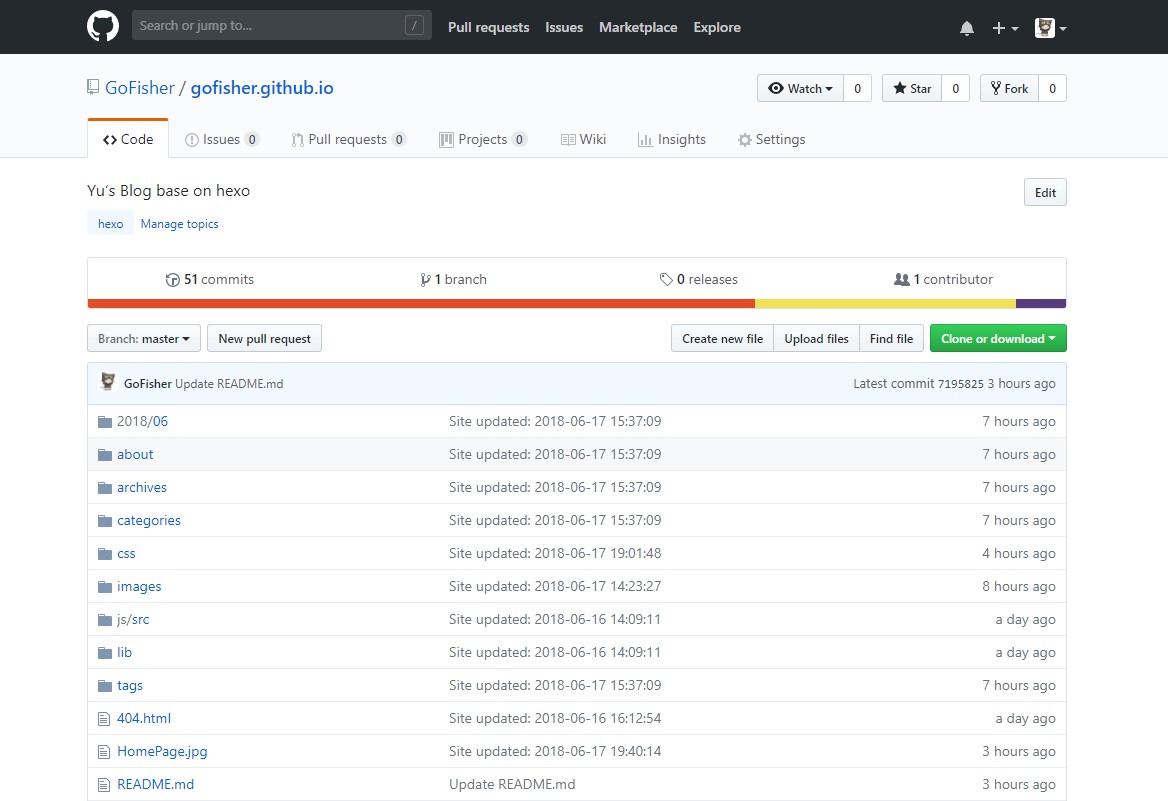 Search or jump to... / Pull requests Issues Marketplace Explore
GoFisher / gofisher.github.io Watch 0 Star 0 Fork 0
Code Issues 0 Pull requests 0 Projects 0 Wiki Insights Settings
Yu's Blog base on hexo Edit
hexo Manage topics
51 commits 1 branch 0 releases 1 contributor
Branch: master New pull request Create new file Upload files Find file Clone or download
GoFisher Update README.md Latest commit 7195825 3 hours ago
2018/06 Site updated: 2018-06-17 15:37:09 7 hours ago
about Site updated: 2018-06-17 15:37:09 7 hours ago
archives Site updated: 2018-06-17 15:37:09 7 hours ago
categories Site updated: 2018-06-17 15:37:09 7 hours ago
css Site updated: 2018-06-17 19:01:48 4 hours ago
images Site updated: 2018-06-17 14:23:27 8 hours ago
js/src Site updated: 2018-06-16 14:09:11 a day ago
lib Site updated: 2018-06-16 14:09:11 a day ago
tags Site updated: 2018-06-17 15:37:09 7 hours ago
404.html Site updated: 2018-06-16 16:12:54 a day ago
HomePage.jpg Site updated: 2018-06-17 19:40:14 3 hours ago
README.md Update README.md 3 hours ago